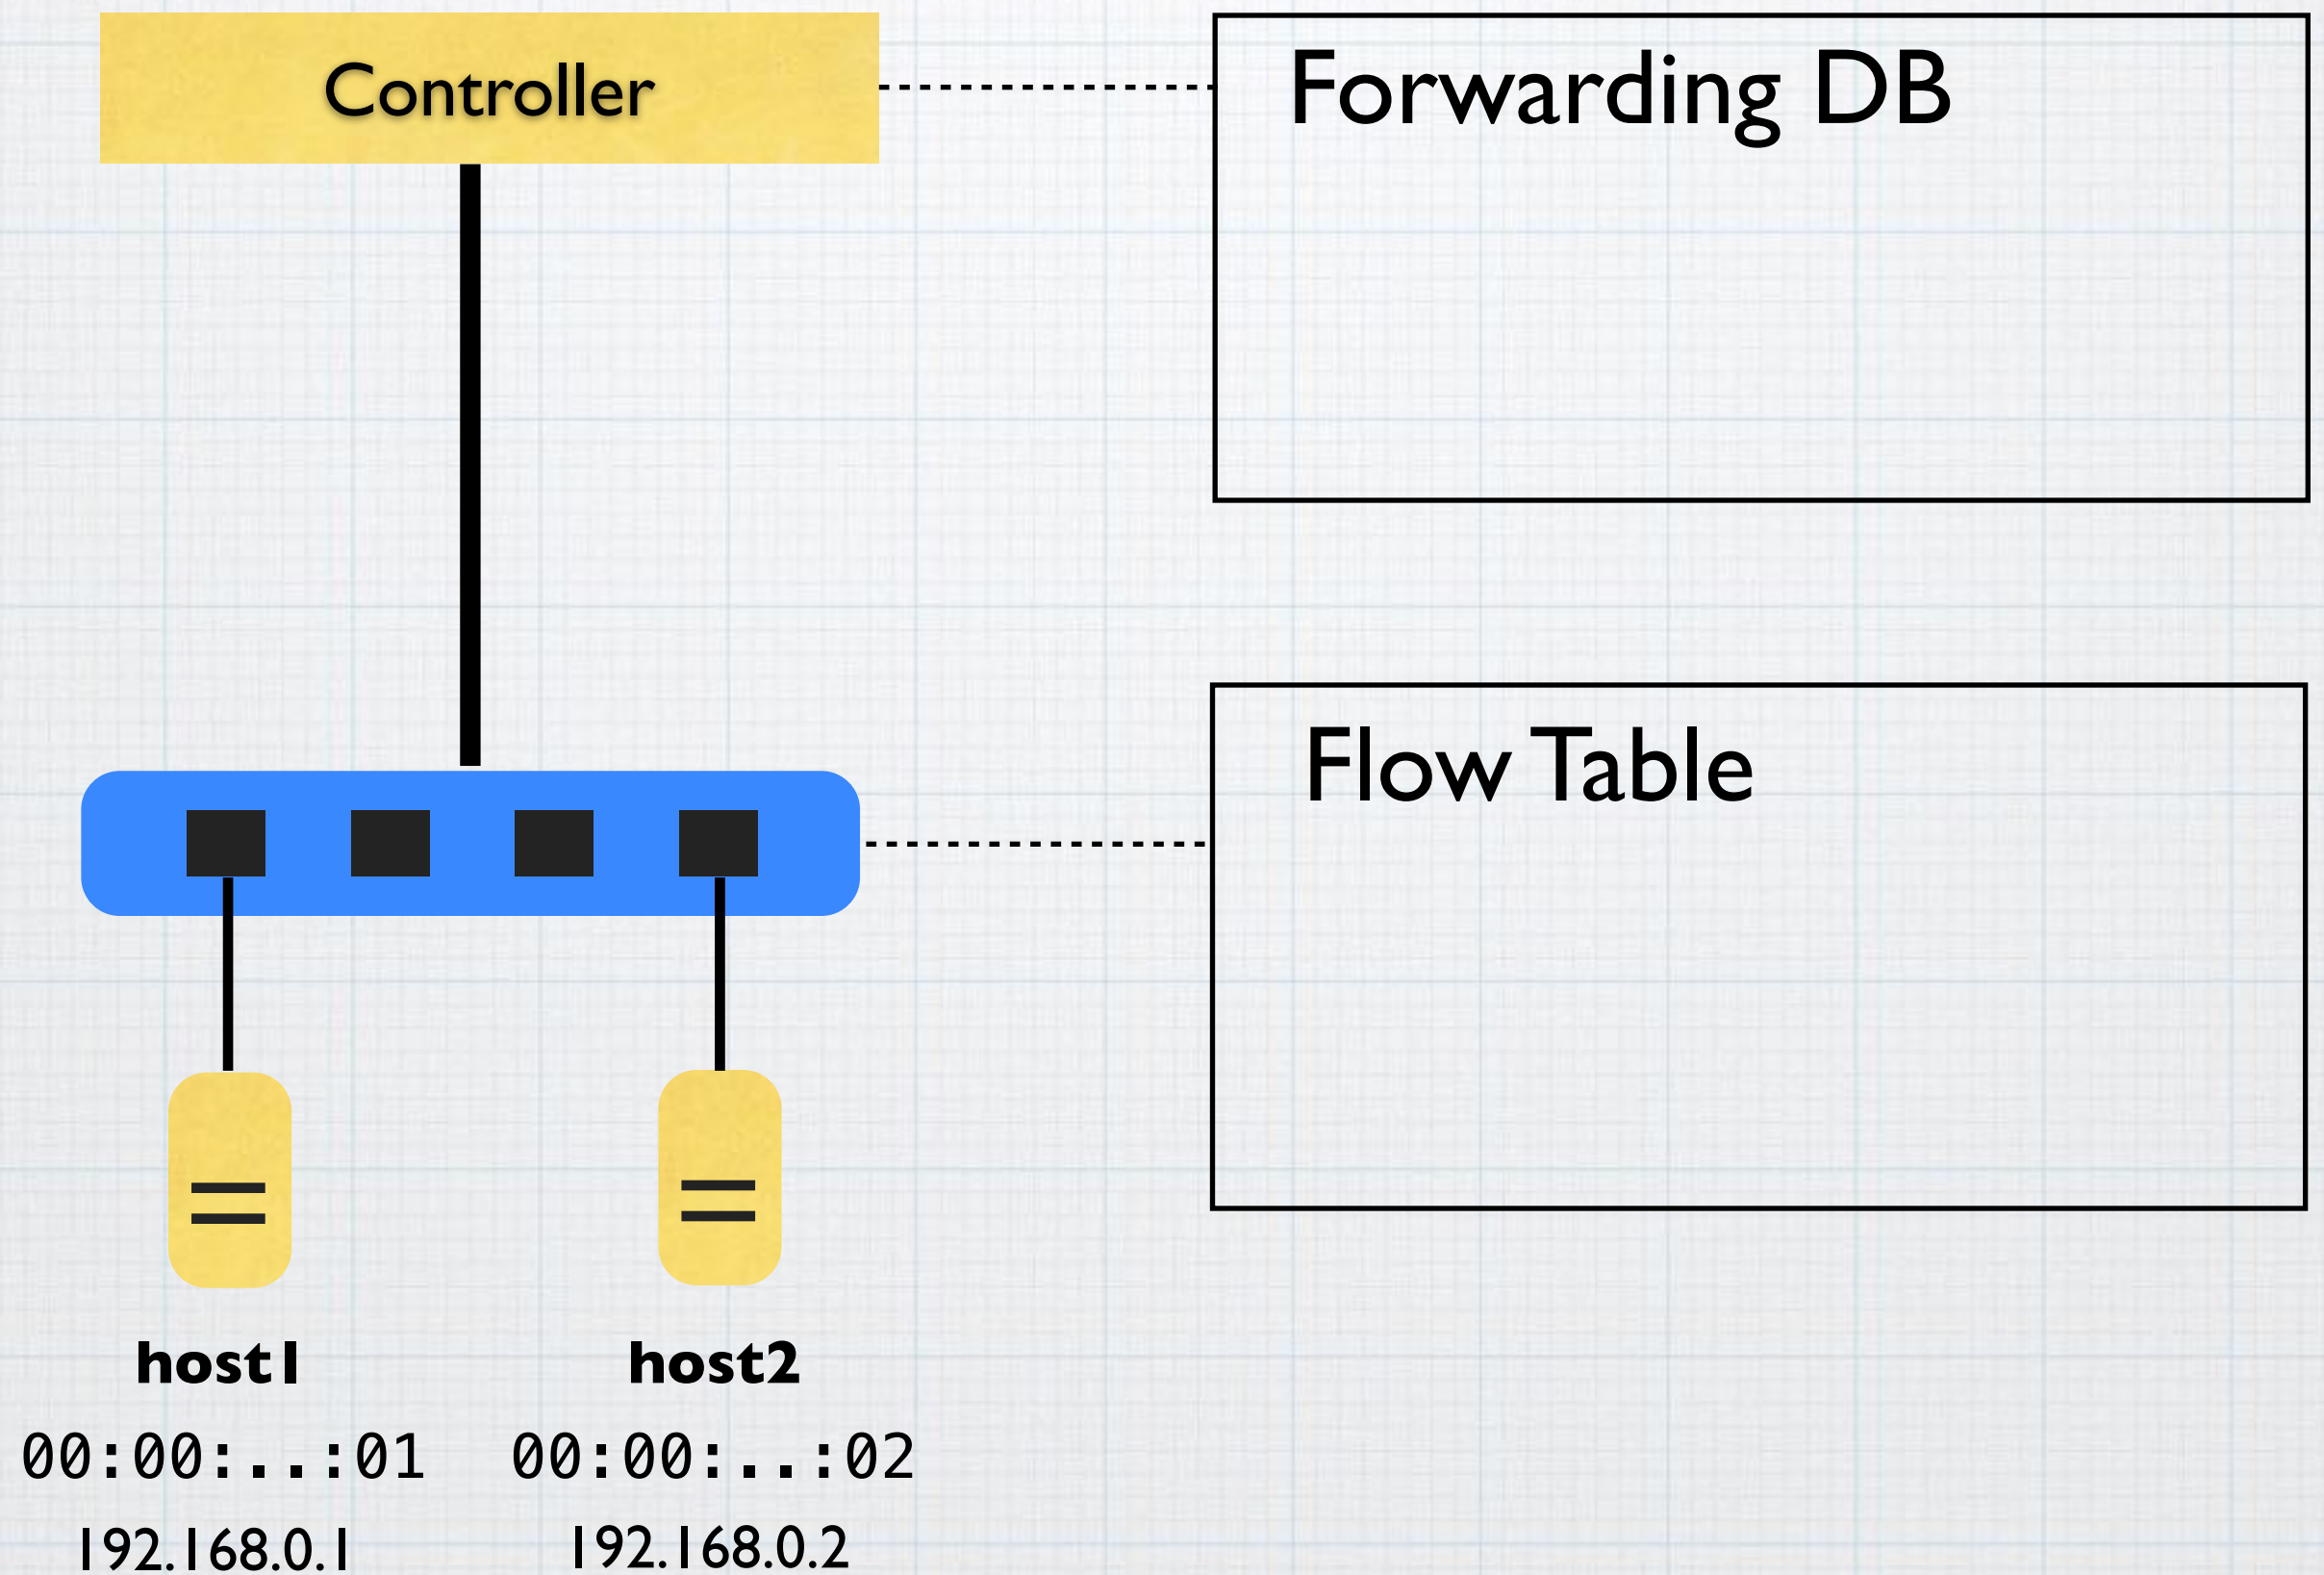 Controller
Forwarding DB
Flow Table
host1
host2
00:00:..:01
00:00:..:02
192.168.0.1
192.168.0.2